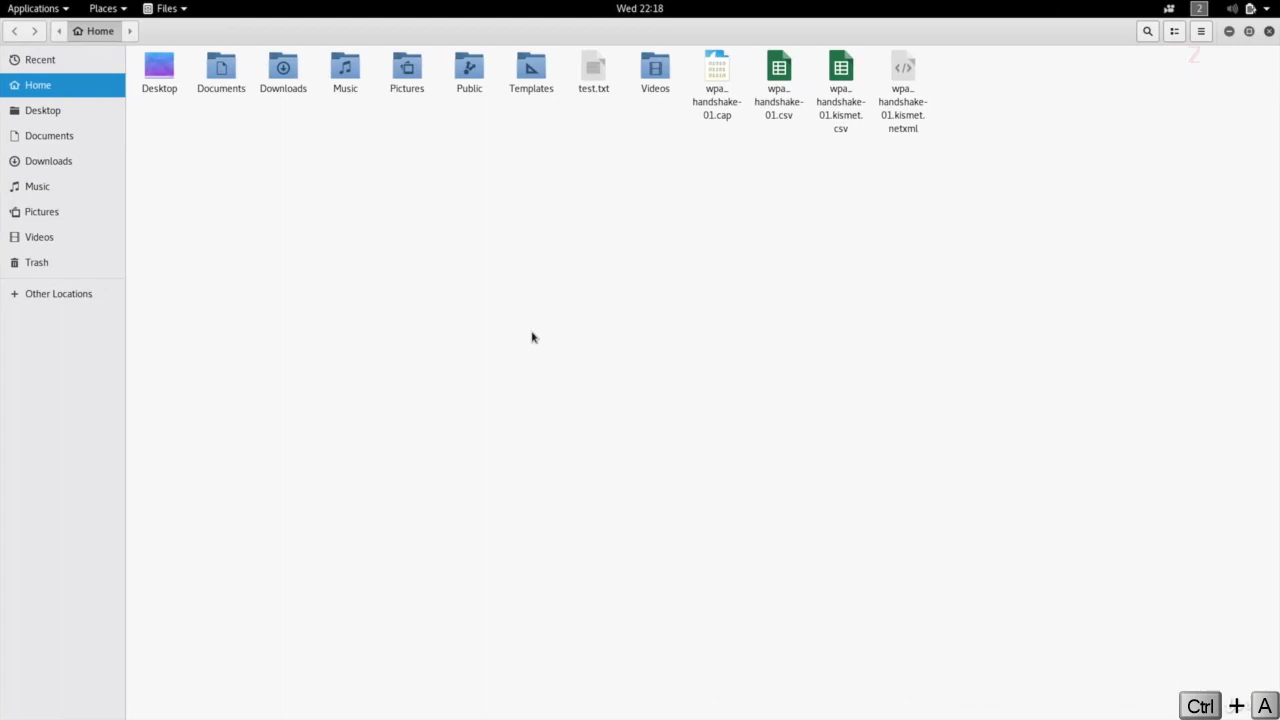 Applications Places Files Wed 22:18 2
Home
Recent
Home
Desktop
Documents
Downloads
Music
Pictures
Videos
Trash
Other Locations
Desktop Documents Downloads Music Pictures Public Templates test.txt Videos
wpa_
handshake-
01.cap
wpa_
handshake-
01.csv
wpa_
handshake-
01.kismet.
csv
wpa_
handshake-
01.kismet.
netxml
2
Ctrl + A